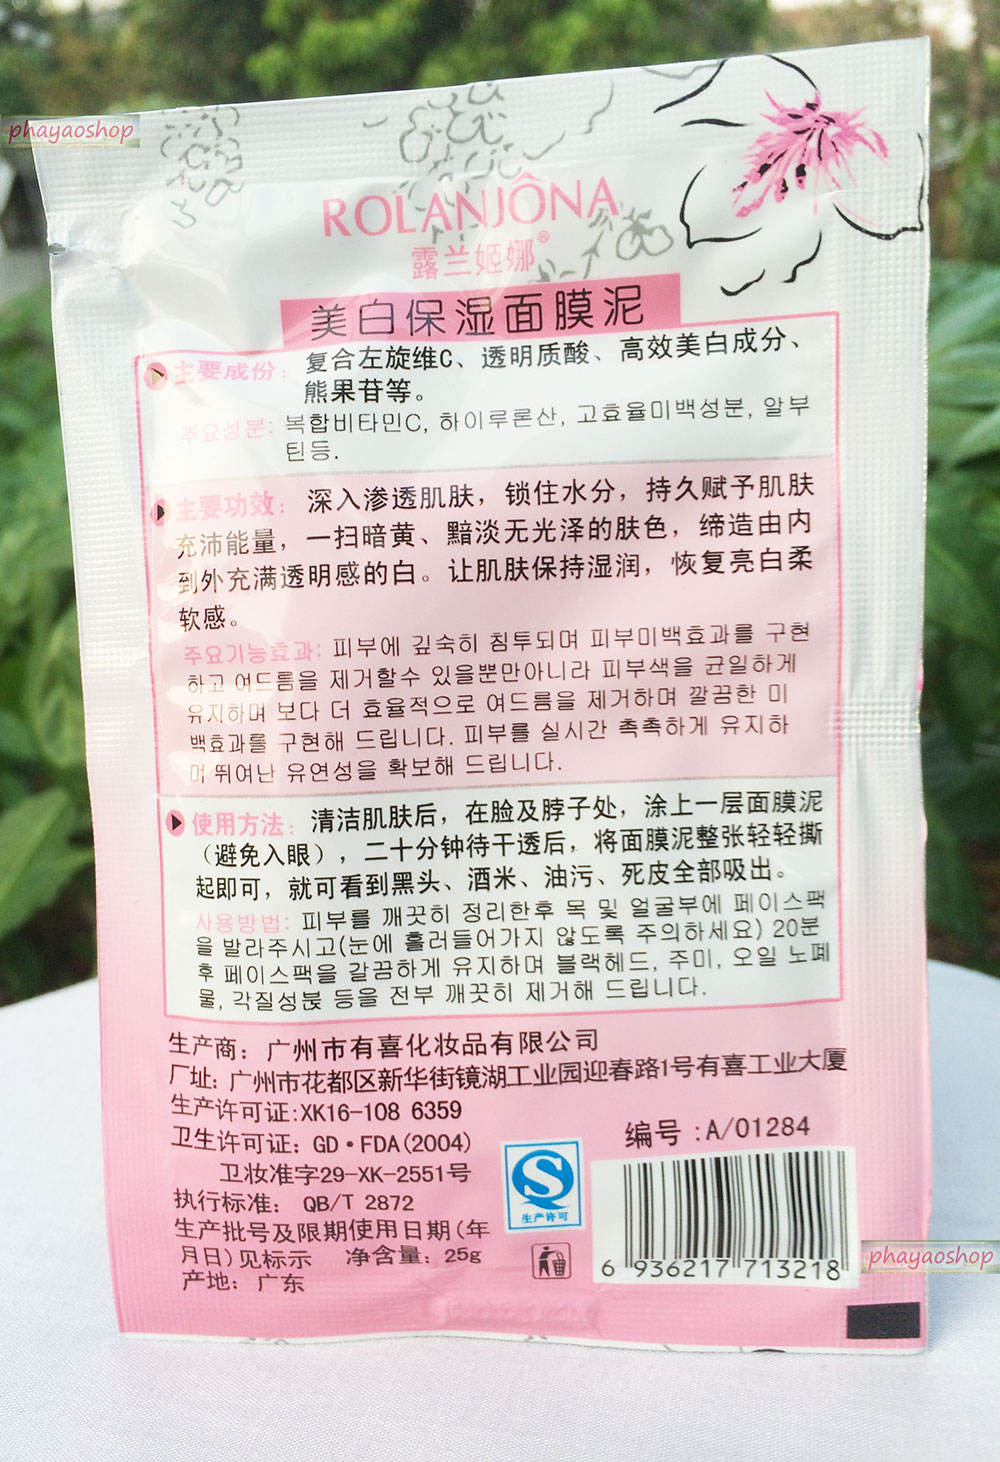 phayaoshop
ROLANJÔNA
露兰姬娜®
美白保湿面膜泥
主要成份: 复合左旋维C、透明质酸、高效美白成分、
熊果苷等。
주요성분: 복합비타민C, 하이루론산, 고효율미백성분, 알부
틴등.
主要功效: 深入渗透肌肤，锁住水分，持久赋予肌肤
充沛能量，一扫暗黄、黯淡无光泽的肤色，缔造由内
到外充满透明感的白。让肌肤保持湿润，恢复亮白柔
软感。
주요기능효과: 피부에 깊숙히 침투되며 피부미백효과를 구현
하고 여드름을 제거할수 있을뿐만아니라 피부색을 균일하게
유지하며 보다 더 효율적으로 여드름을 제거하며 깔끔한 미
백효과를 구현해 드립니다. 피부를 실시간 촉촉하게 유지하
며 뛰어난 유연성을 확보해 드립니다.
使用方法: 清洁肌肤后，在脸及脖子处，涂上一层面膜泥
（避免入眼），二十分钟待干透后，将面膜泥整张轻轻撕
起即可，就可看到黑头、酒米、油污、死皮全部吸出。
사용방법: 피부를 깨끗히 정리한후 목 및 얼굴부에 페이스팩
을 발라주시고(눈에 흘러들어가지 않도록 주의하세요) 20분
후 페이스팩을 갈끔하게 유지하며 블랙헤드, 주미, 오일 노폐
물, 각질성분 등을 전부 깨끗히 제거해 드립니다.
生产商: 广州市有喜化妆品有限公司
厂址: 广州市花都区新华街镜湖工业园迎春路1号有喜工业大厦
生产许可证:XK16-108 6359
卫生许可证: GD·FDA(2004)
卫妆准字29-XK-2551号
执行标准: QB/T 2872
生产批号及限期使用日期(年
月日)见标示 净含量: 25g
产地: 广东
编号:A/01284
生产许可
6 936217 713218
phayaoshop